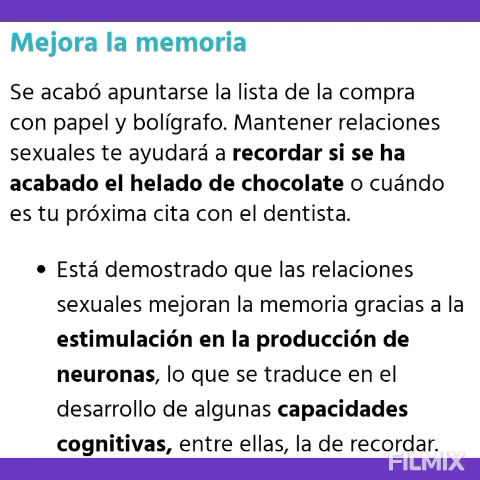 Mejora la memoria
Se acabó apuntarse la lista de la compra
con papel y bolígrafo. Mantener relaciones
sexuales te ayudará a recordar si se ha
acabado el helado de chocolate o cuándo
es tu próxima cita con el dentista.
• Está demostrado que las relaciones
sexuales mejoran la memoria gracias a la
estimulación en la producción de
neuronas, lo que se traduce en el
desarrollo de algunas capacidades
cognitivas, entre ellas, la de recordar.
FILMIX